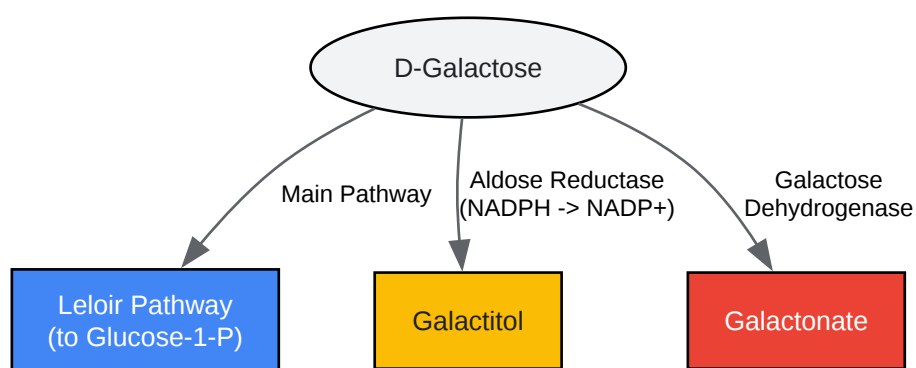 D-Galactose
Main Pathway
Aldose Reductase
(NADPH -> NADP+)
Galactose
Dehydrogenase
Leloir Pathway
(to Glucose-1-P)
Galactitol
Galactonate